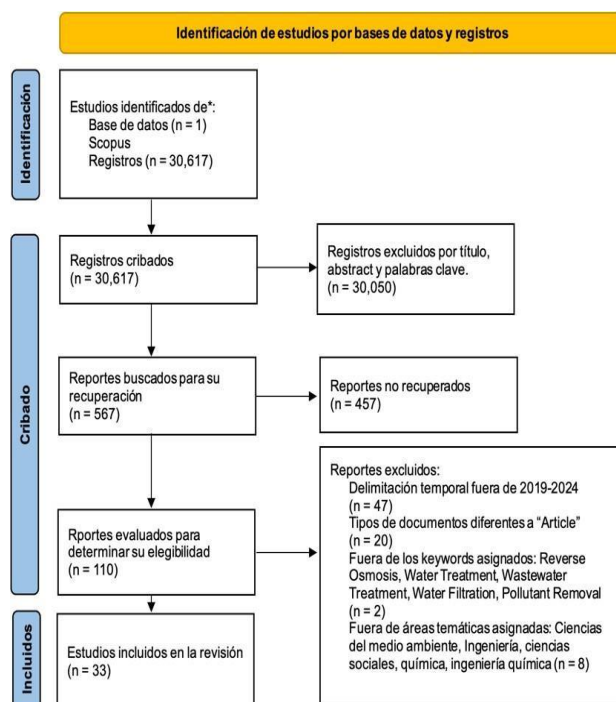 Identificación de estudios por bases de datos y registros
Identificación
Estudios identificados de*:
Base de datos (n = 1)
Scopus
Registros (n = 30,617)
Cribado
Registros cribados
(n = 30,617)
Registros excluidos por título,
abstract y palabras clave.
(n = 30,050)
Reportes buscados para su
recuperación
(n = 567)
Reportes no recuperados
(n = 457)
Rportes evaluados para
determinar su elegibilidad
(n = 110)
Reportes excluidos:
Delimitación temporal fuera de 2019-2024
(n = 47)
Tipos de documentos diferentes a “Article”
(n = 20)
Fuera de los keywords asignados: Reverse
Osmosis, Water Treatment, Wastewater
Treatment, Water Filtration, Pollutant Removal
(n = 2)
Fuera de áreas temáticas asignadas: Ciencias
del medio ambiente, Ingeniería, ciencias
sociales, química, ingeniería química (n = 8)
Incluidos
Estudios incluidos en la revisión
(n = 33)